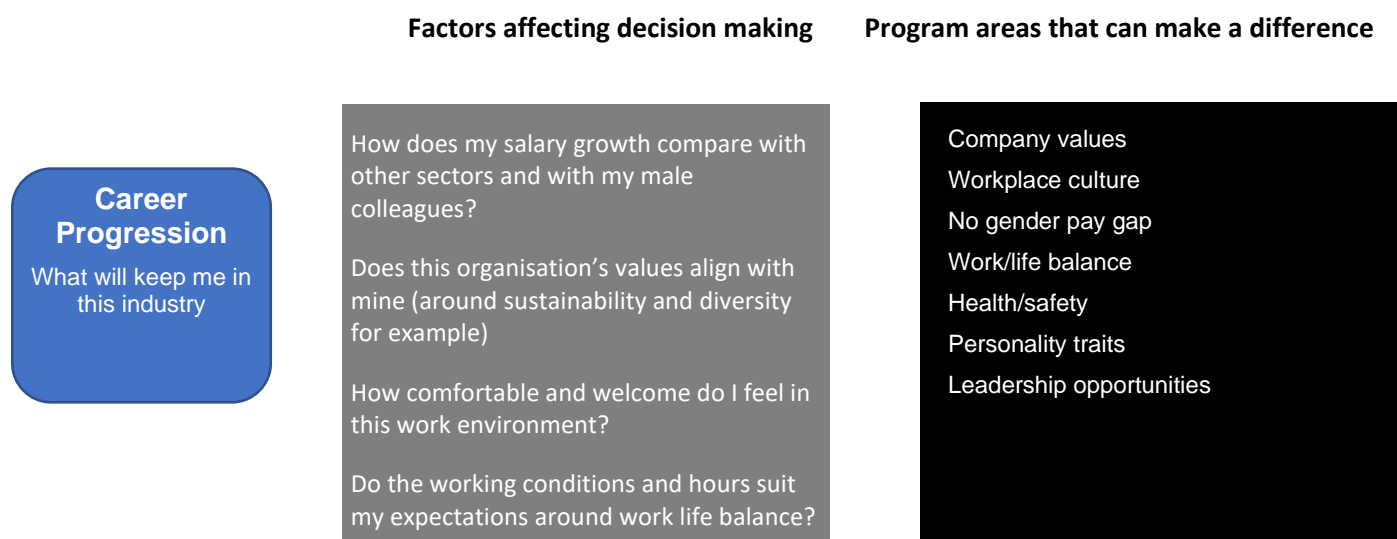 Factors affecting decision making
Program areas that can make a difference
Career
Progression
What will keep me in
this industry
How does my salary growth compare with
other sectors and with my male
colleagues?
Does this organisation’s values align with
mine (around sustainability and diversity
for example)
How comfortable and welcome do I feel in
this work environment?
Do the working conditions and hours suit
my expectations around work life balance?
Company values
Workplace culture
No gender pay gap
Work/life balance
Health/safety
Personality traits
Leadership opportunities